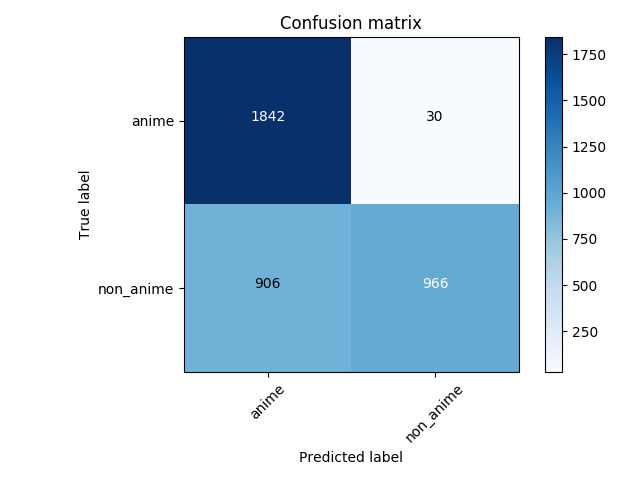 Confusion matrix
True label
anime
1842
30
non_anime
906
966
anime
non_anime
Predicted label
1750
1500
1250
1000
750
500
250